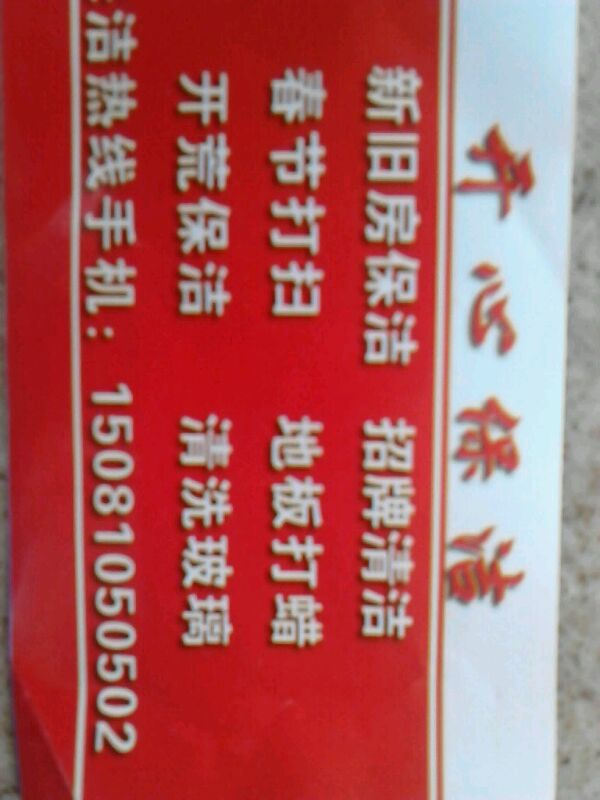 开心保洁
新旧房保洁 招牌清洁
春节打扫 地板打蜡
开荒保洁 清洗玻璃
洁热线手机：15081050502